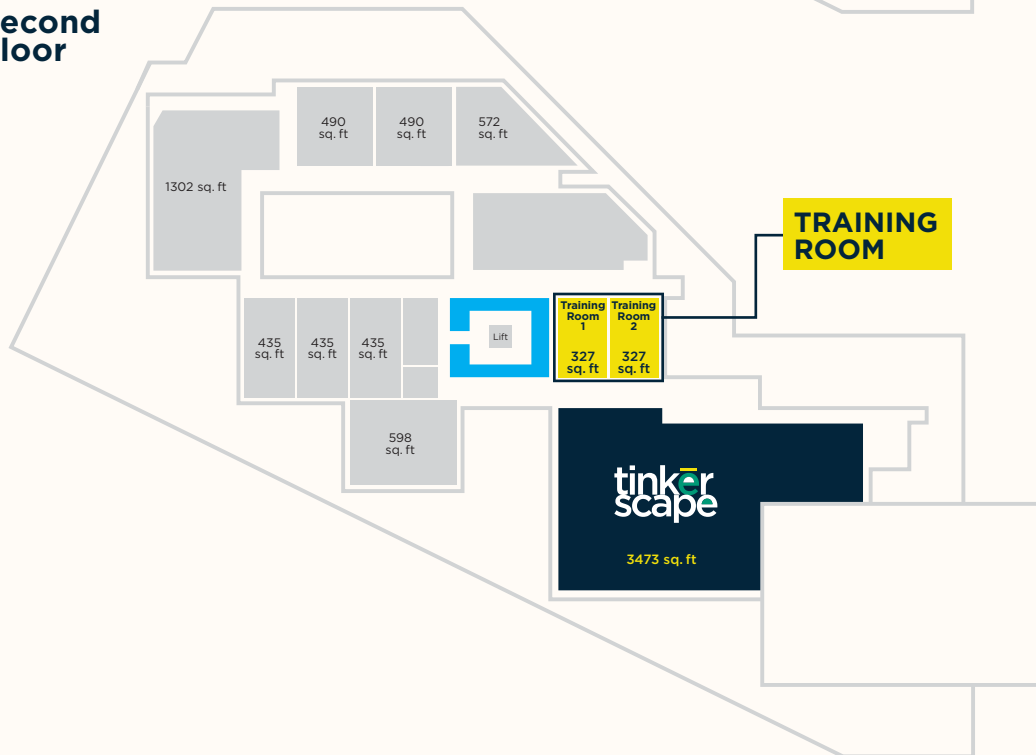 econd
loor
490
sq. ft
490
sq. ft
572
sq. ft
1302 sq. ft
TRAINING
ROOM
435
sq. ft
435
sq. ft
435
sq. ft
Lift
Training
Room
1
327
sq. ft
Training
Room
2
327
sq. ft
598
sq. ft
tinkēr
scape
3473 sq. ft